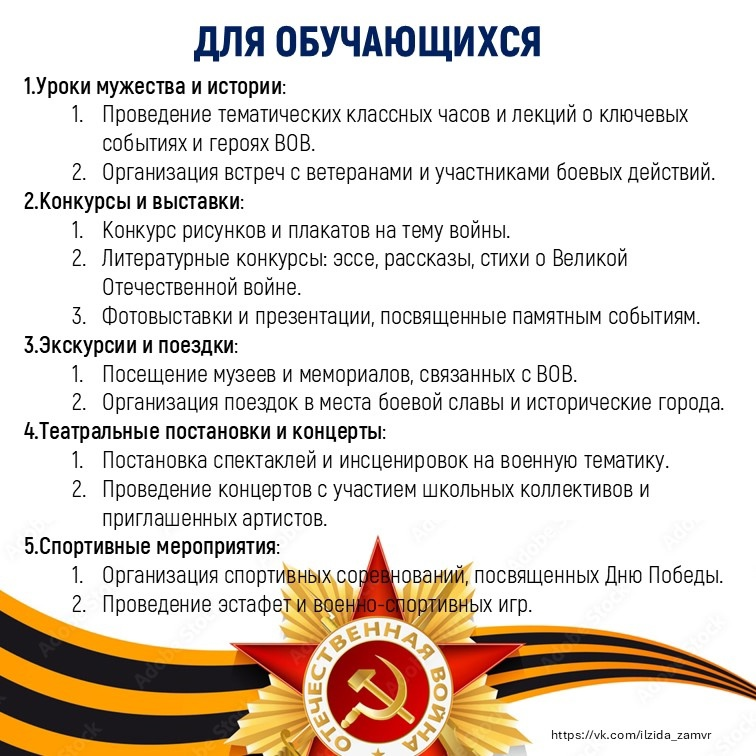 ДЛЯ ОБУЧАЮЩИХСЯ
1.Уроки мужества и истории:
1. Проведение тематических классных часов и лекций о ключевых
событиях и героях ВОВ.
2. Организация встреч с ветеранами и участниками боевых действий.
2.Конкурсы и выставки:
1. Конкурс рисунков и плакатов на тему войны.
2. Литературные конкурсы: эссе, рассказы, стихи о Великой
Отечественной войне.
3. Фотовыставки и презентации, посвященные памятным событиям.
3.Экскурсии и поездки:
1. Посещение музеев и мемориалов, связанных с ВОВ.
2. Организация поездок в места боевой славы и исторические города.
4.Театральные постановки и концерты:
1. Постановка спектаклей и инсценировок на военную тематику.
2. Проведение концертов с участием школьных коллективов и
приглашенных артистов.
5.Спортивные мероприятия:
1. Организация спортивных соревнований, посвященных Дню Победы.
2. Проведение эстафет и военно-спортивных игр.
ОТЕЧЕСТВЕННАЯ ВОЙНА
https://vk.com/ilzida_zamvr